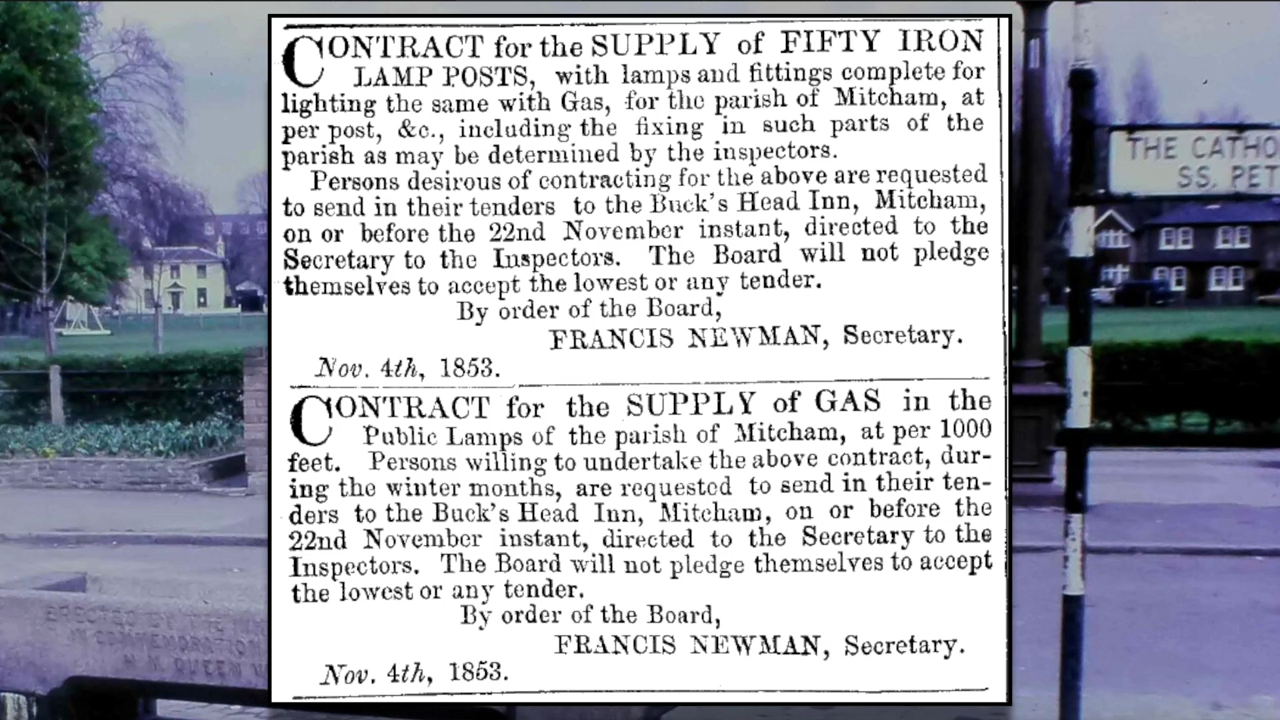 CONTRACT for the SUPPLY of FIFTY IRON
LAMP POSTS, with lamps and fittings complete for
lighting the same with Gas, for the parish of Mitcham, at
per post, &c., including the fixing in such parts of the
parish as may be determined by the inspectors.
Persons desirous of contracting for the above are requested
to send in their tenders to the Buck's Head Inn, Mitcham,
on or before the 22nd November instant, directed to the
Secretary to the Inspectors. The Board will not pledge
themselves to accept the lowest or any tender.
By order of the Board,
FRANCIS NEWMAN, Secretary.
Nov. 4th, 1853.
CONTRACT for the SUPPLY of GAS in the
Public Lamps of the parish of Mitcham, at per 1000
feet. Persons willing to undertake the above contract, dur-
ing the winter months, are requested to send in their ten-
ders to the Buck's Head Inn, Mitcham, on or before the
22nd November instant, directed to the Secretary to the
Inspectors. The Board will not pledge themselves to accept
the lowest or any tender.
By order of the Board,
FRANCIS NEWMAN, Secretary.
Nov. 4th, 1853.
THE CATHO
SS. PET
ERECTED BY THE
IN COMMEMORATION
H.M. QUEEN V